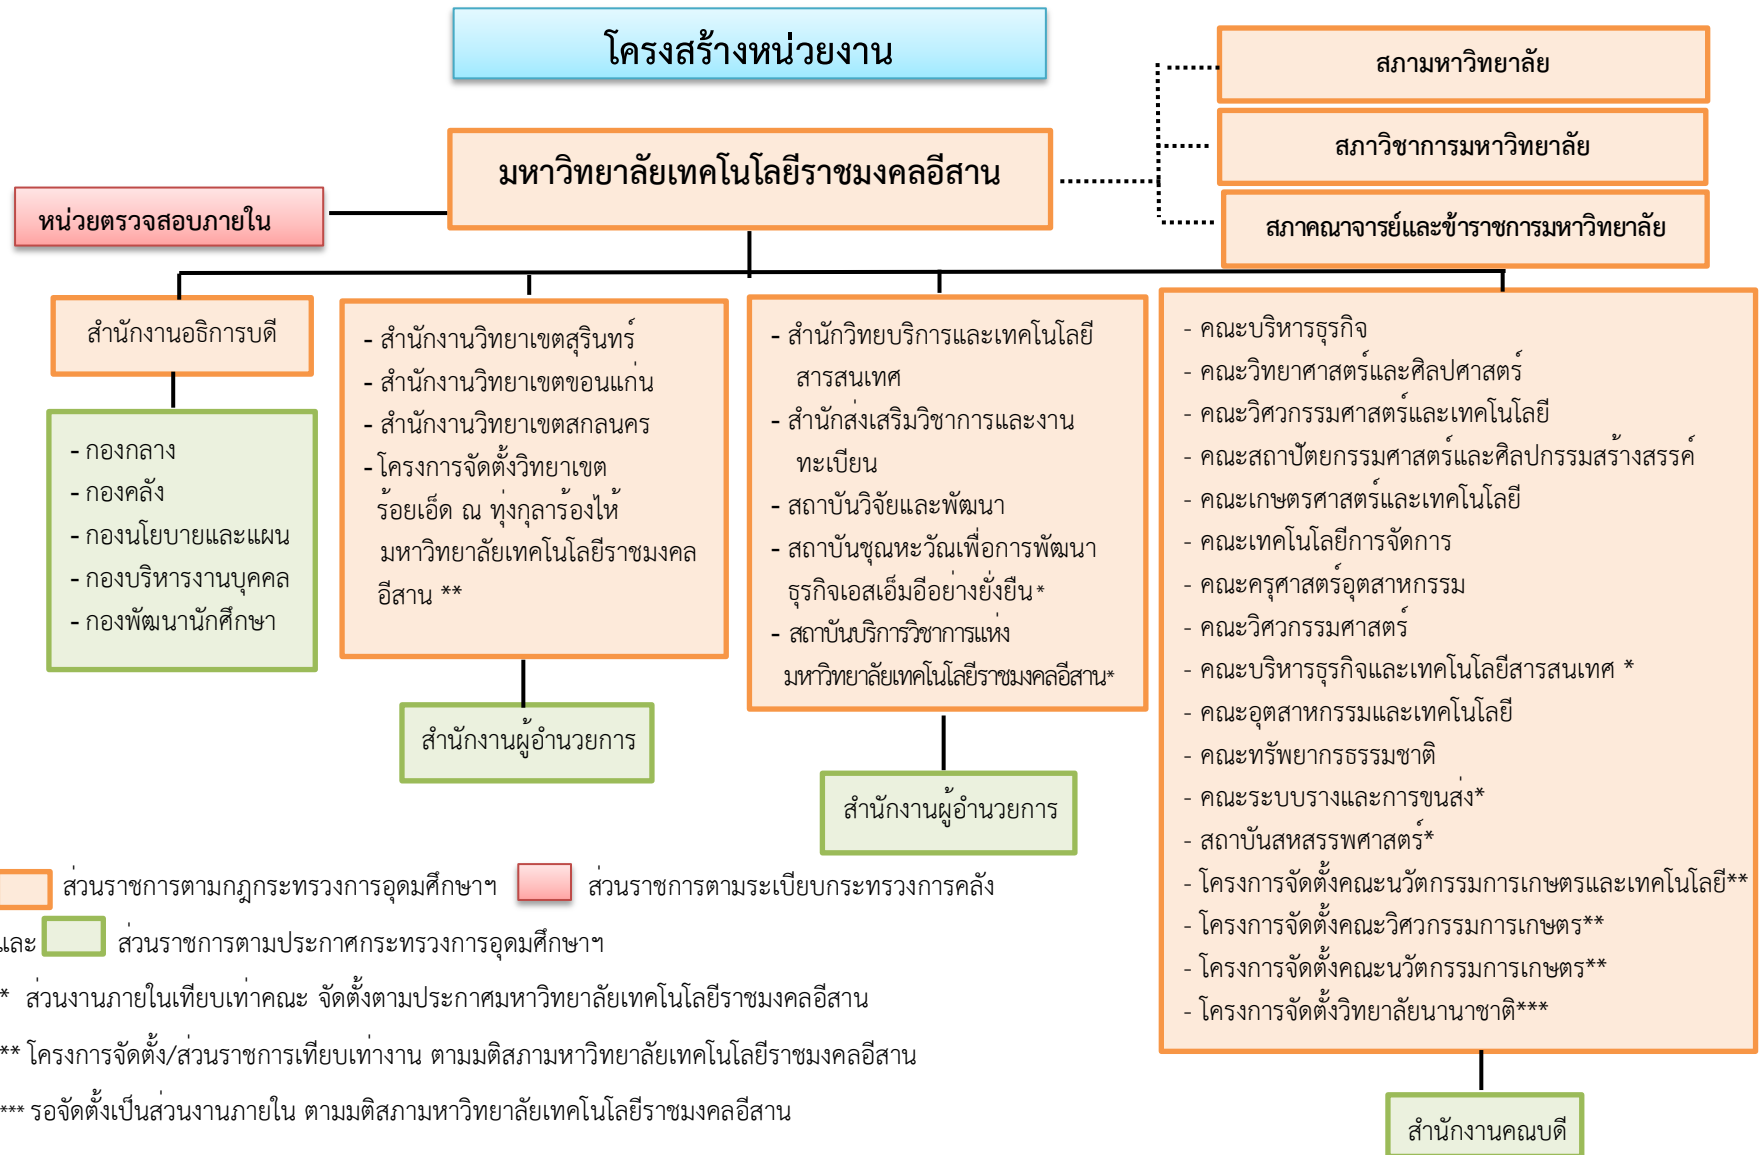 โครงสร้างหน่วยงาน
สภามหาวิทยาลัย
สภาวิชาการมหาวิทยาลัย
สภาคณาจารย์และข้าราชการมหาวิทยาลัย
มหาวิทยาลัยเทคโนโลยีราชมงคลอีสาน
หน่วยตรวจสอบภายใน
สำนักงานอธิการบดี
- กองกลาง
- กองคลัง
- กองนโยบายและแผน
- กองบริหารงานบุคคล
- กองพัฒนานักศึกษา
- สำนักงานวิทยาเขตสุรินทร์
- สำนักงานวิทยาเขตขอนแก่น
- สำนักงานวิทยาเขตสกลนคร
- โครงการจัดตั้งวิทยาเขต
ร้อยเอ็ด ณ ทุ่งกุลาร้องไห้
มหาวิทยาลัยเทคโนโลยีราชมงคล
อีสาน **
สำนักงานผู้อำนวยการ
- สำนักวิทยบริการและเทคโนโลยี
สารสนเทศ
- สำนักส่งเสริมวิชาการและงาน
ทะเบียน
- สถาบันวิจัยและพัฒนา
- สถาบันชุณหะวัณเพื่อการพัฒนา
ธุรกิจเอสเอ็มอีอย่างยั่งยืน *
- สถาบันบริการวิชาการแห่ง
มหาวิทยาลัยเทคโนโลยีราชมงคลอีสาน*
สำนักงานผู้อำนวยการ
- คณะบริหารธุรกิจ
- คณะวิทยาศาสตร์และศิลปศาสตร์
- คณะวิศวกรรมศาสตร์และเทคโนโลยี
- คณะสถาปัตยกรรมศาสตร์และศิลปกรรมสร้างสรรค์
- คณะเกษตรศาสตร์และเทคโนโลยี
- คณะเทคโนโลยีการจัดการ
- คณะครุศาสตร์อุตสาหกรรม
- คณะวิศวกรรมศาสตร์
- คณะบริหารธุรกิจและเทคโนโลยีสารสนเทศ *
- คณะอุตสาหกรรมและเทคโนโลยี
- คณะทรัพยากรธรรมชาติ
- คณะระบบรางและการขนส่ง*
- สถาบันสหสรรพศาสตร์*
- โครงการจัดตั้งคณะนวัตกรรมการเกษตรและเทคโนโลยี**
- โครงการจัดตั้งคณะวิศวกรรมการเกษตร**
- โครงการจัดตั้งคณะนวัตกรรมการเกษตร**
- โครงการจัดตั้งวิทยาลัยนานาชาติ***
สำนักงานคณบดี
ส่วนราชการตามกฎกระทรวงการอุดมศึกษาฯ ส่วนราชการตามระเบียบกระทรวงการคลัง
และ ส่วนราชการตามประกาศกระทรวงการอุดมศึกษาฯ
* ส่วนงานภายในเทียบเท่าคณะ จัดตั้งตามประกาศมหาวิทยาลัยเทคโนโลยีราชมงคลอีสาน
** โครงการจัดตั้ง/ส่วนราชการเทียบเท่างาน ตามมติสภามหาวิทยาลัยเทคโนโลยีราชมงคลอีสาน
*** รอจัดตั้งเป็นส่วนงานภายใน ตามมติสภามหาวิทยาลัยเทคโนโลยีราชมงคลอีสาน